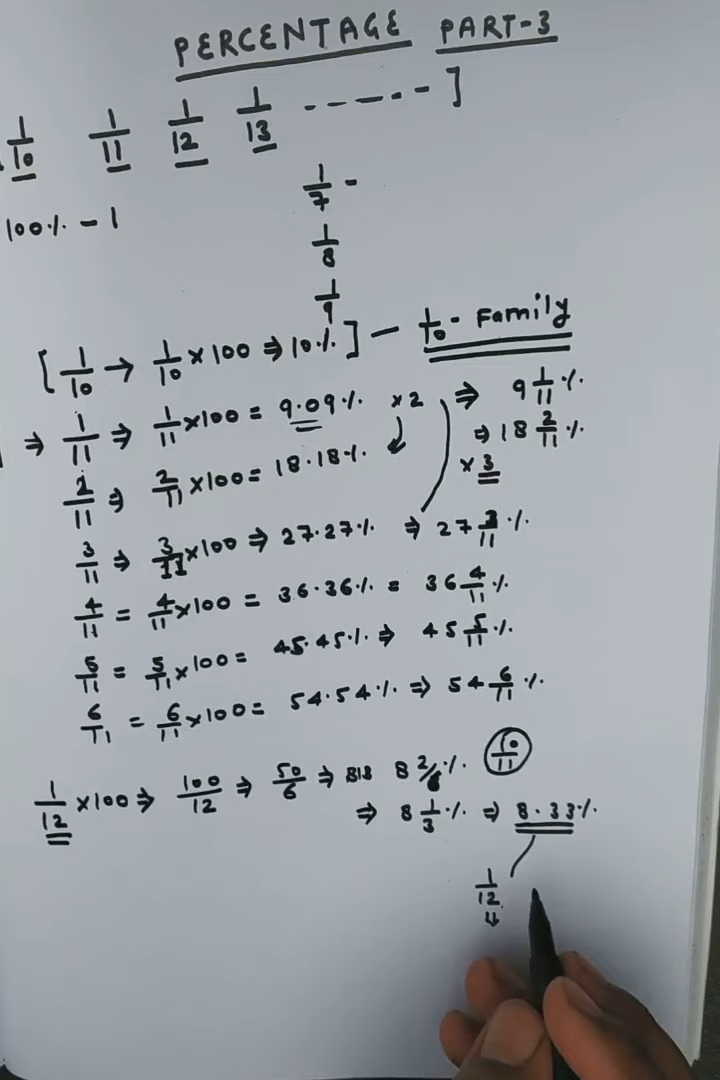 PERCENTAGE PART-3
1/10 1/11 1/12 1/13 ------]
100% - 1
1/7 -
1/8
1/9
[1/10 → 1/10 × 100 ⇒ 10%] - 1/10 - Family
⇒ 1/11 ⇒ 1/11 × 100 = 9.09% ×2 ⇒ 9 1/11 %
⇒ 18 2/11 %
2/11 ⇒ 2/11 × 100 = 18.18% ×3
3/11 ⇒ 3/11 × 100 ⇒ 27.27% ⇒ 27 3/11 %
4/11 = 4/11 × 100 = 36.36% = 36 4/11 %
5/11 = 5/11 × 100 = 45.45% ⇒ 45 5/11 %
6/11 = 6/11 × 100 = 54.54% ⇒ 54 6/11 %
10/11
1/12 × 100 ⇒ 100/12 ⇒ 50/6 ⇒ 8 2/6 %
⇒ 8 1/3 % ⇒ 8.33%
1/12